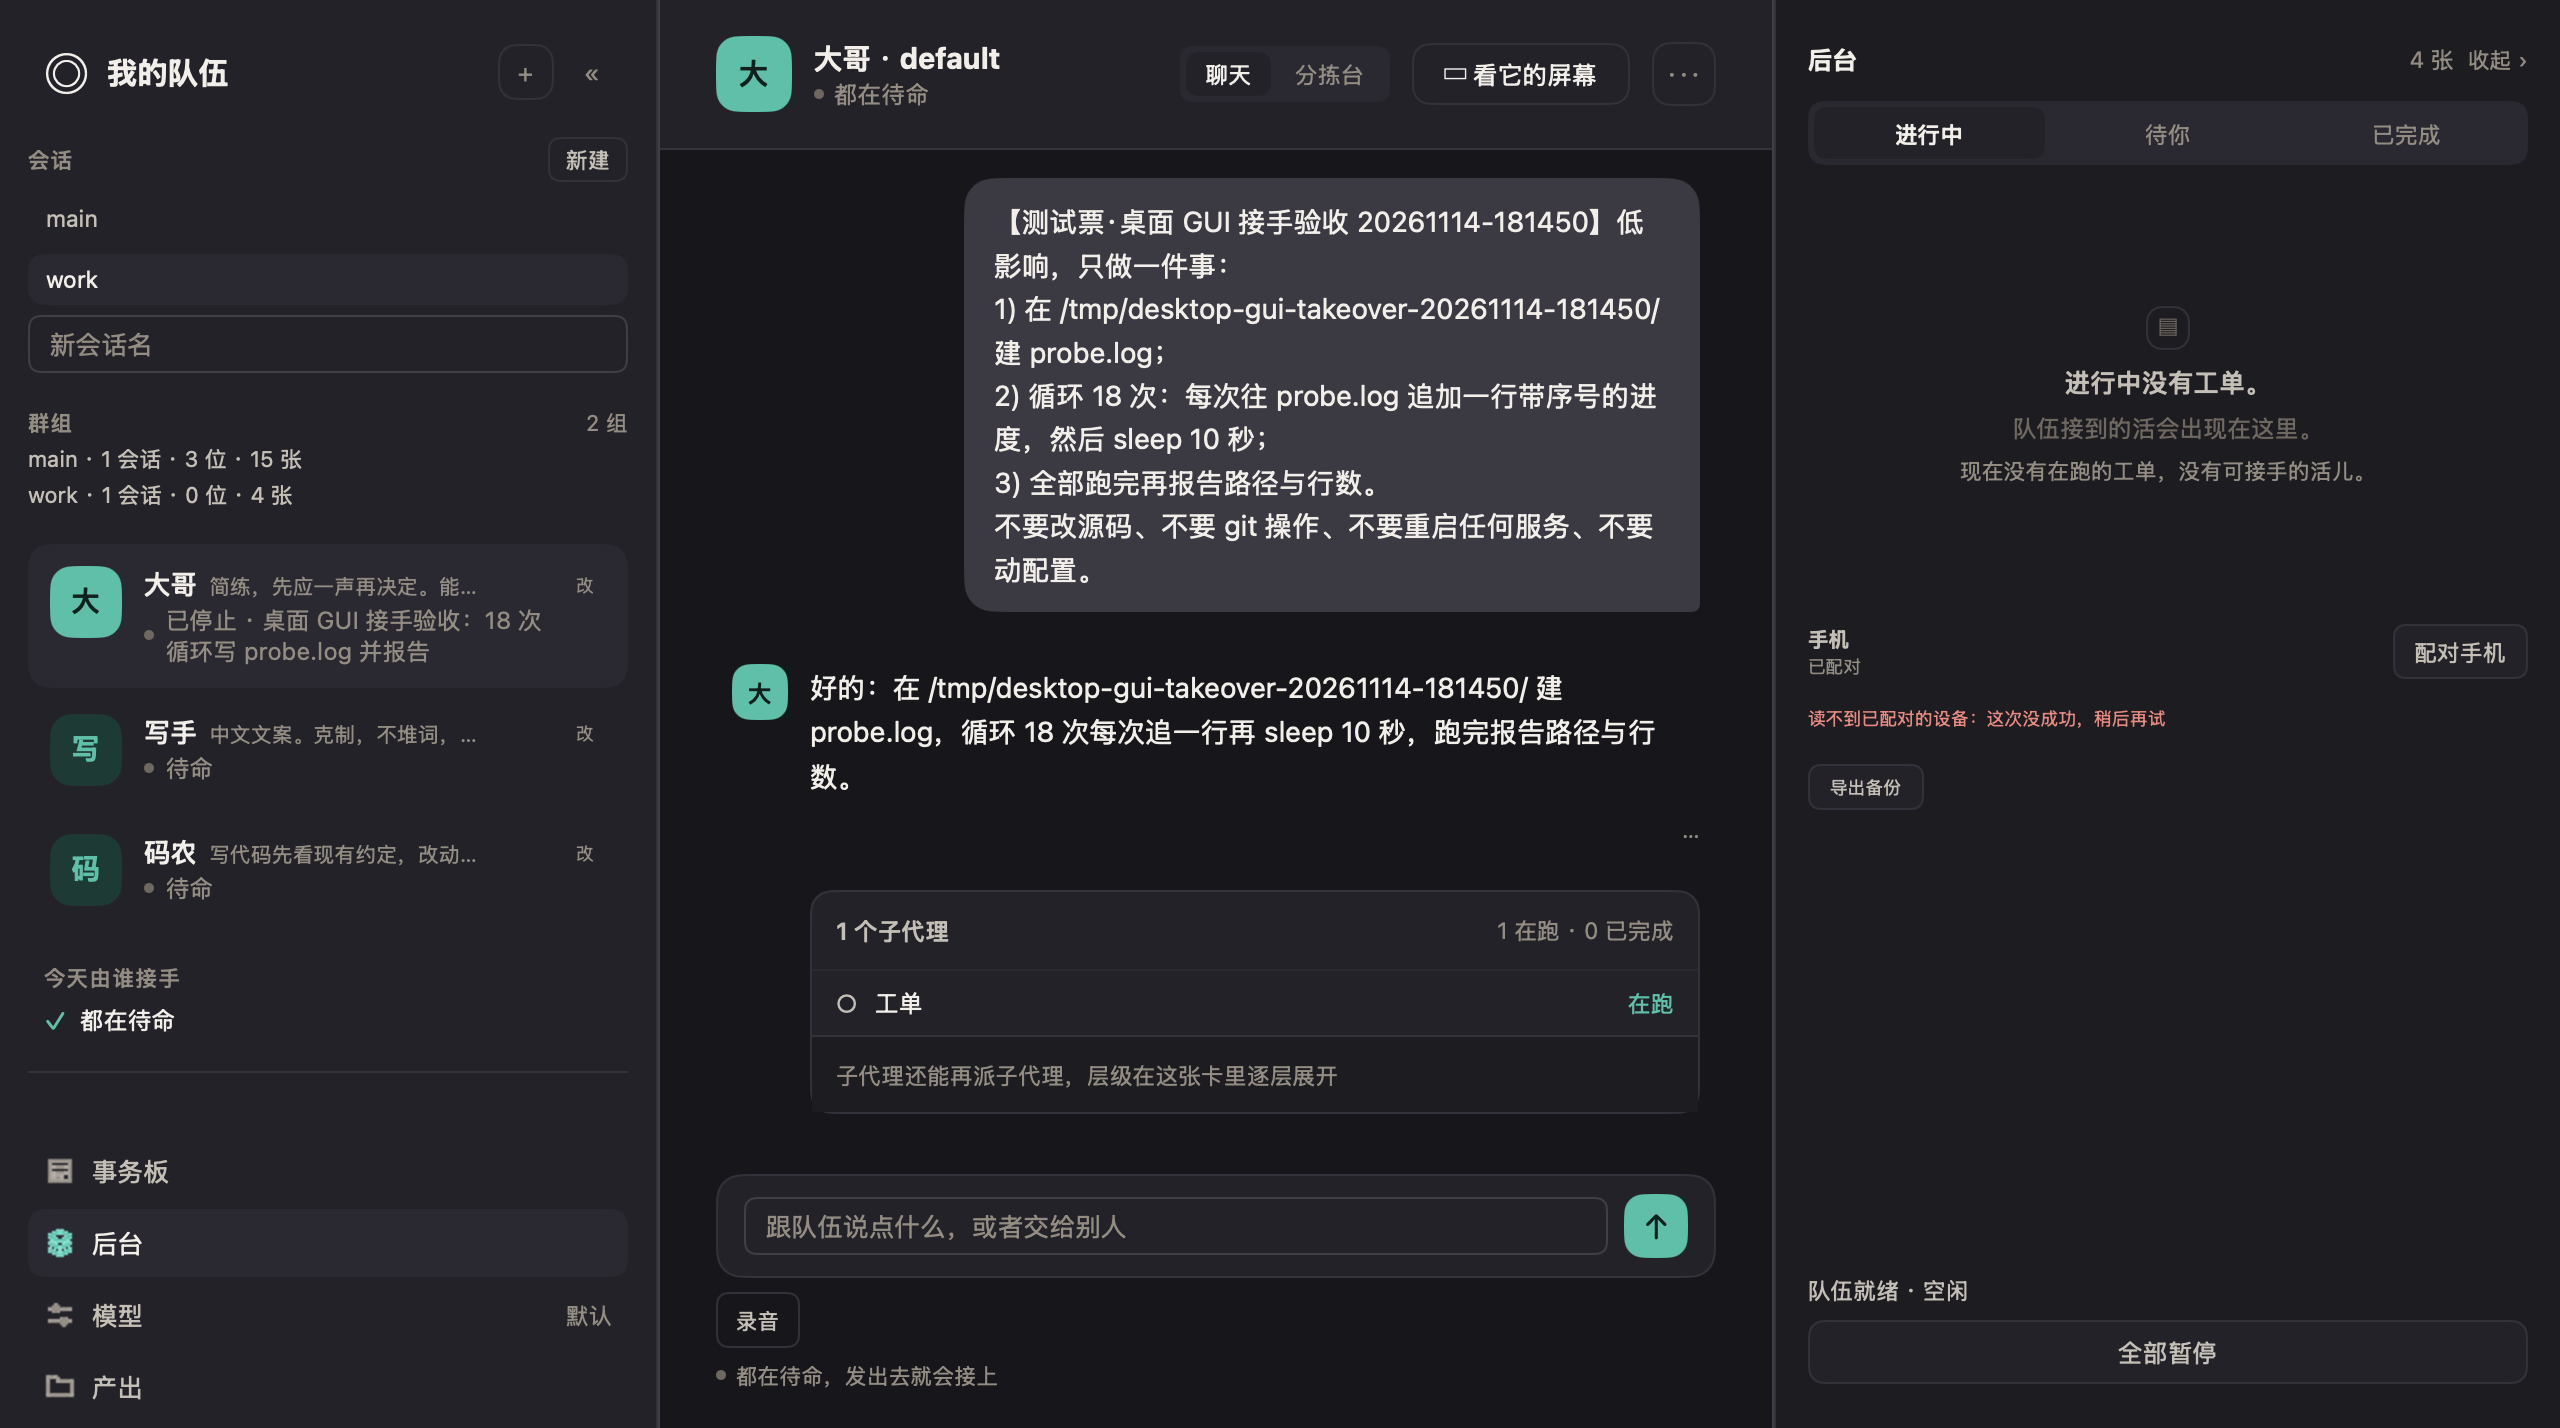 我的队伍
+
«
会话
新建
main
work
新会话名
群组
2 组
main · 1 会话 · 3 位 · 15 张
work · 1 会话 · 0 位 · 4 张
大
大哥 简练，先应一声再决定。能... 改
已停止 · 桌面 GUI 接手验收：18 次
循环写 probe.log 并报告
写
写手 中文文案。克制，不堆词，... 改
待命
码
码农 写代码先看现有约定，改动... 改
待命
今天由谁接手
都在待命
事务板
后台
模型
默认
产出
大
大哥 · default
都在待命
聊天
分拣台
看它的屏幕
···
【测试票·桌面 GUI 接手验收 20261114-181450】低
影响，只做一件事：
1) 在 /tmp/desktop-gui-takeover-20261114-181450/
建 probe.log；
2) 循环 18 次：每次往 probe.log 追加一行带序号的进
度，然后 sleep 10 秒；
3) 全部跑完再报告路径与行数。
不要改源码、不要 git 操作、不要重启任何服务、不要
动配置。
大
好的：在 /tmp/desktop-gui-takeover-20261114-181450/ 建
probe.log，循环 18 次每次追一行再 sleep 10 秒，跑完报告路径与行
数。
...
1 个子代理
1 在跑 · 0 已完成
工单
在跑
子代理还能再派子代理，层级在这张卡里逐层展开
跟队伍说点什么，或者交给别人
录音
都在待命，发出去就会接上
后台
4 张
收起 ›
进行中
待你
已完成
进行中没有工单。
队伍接到的活会出现在这里。
现在没有在跑的工单，没有可接手的活儿。
手机
已配对
配对手机
读不到已配对的设备：这次没成功，稍后再试
导出备份
队伍就绪 · 空闲
全部暂停